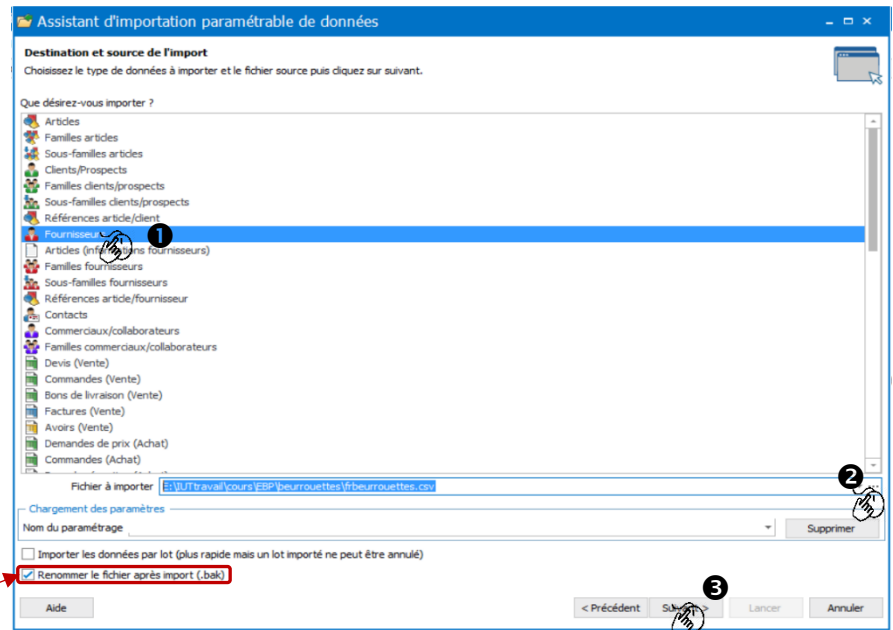 Assistant d'importation paramétrable de données
Destination et source de l'import
Choisissez le type de données à importer et le fichier source puis cliquez sur suivant.
Que désirez-vous importer ?
Articles
Familles articles
Sous-familles articles
Clients/Prospects
Familles clients/prospects
Sous-familles clients/prospects
Références article/client
Fournisseurs ❶
Articles (informations fournisseurs)
Familles fournisseurs
Sous-familles fournisseurs
Références article/fournisseur
Contacts
Commerciaux/collaborateurs
Familles commerciaux/collaborateurs
Devis (Vente)
Commandes (Vente)
Bons de livraison (Vente)
Factures (Vente)
Avoirs (Vente)
Demandes de prix (Achat)
Commandes (Achat)
❷
Fichier à importer E:\IUTtravail\cours\EBP\beurrouettes\frbeurrouettes.csv ...
Chargement des paramètres
Nom du paramétrage Supprimer
Importer les données par lot (plus rapide mais un lot importé ne peut être annulé)
Renommer le fichier après import (.bak)
❸
Aide < Précédent Suivant > Lancer Annuler